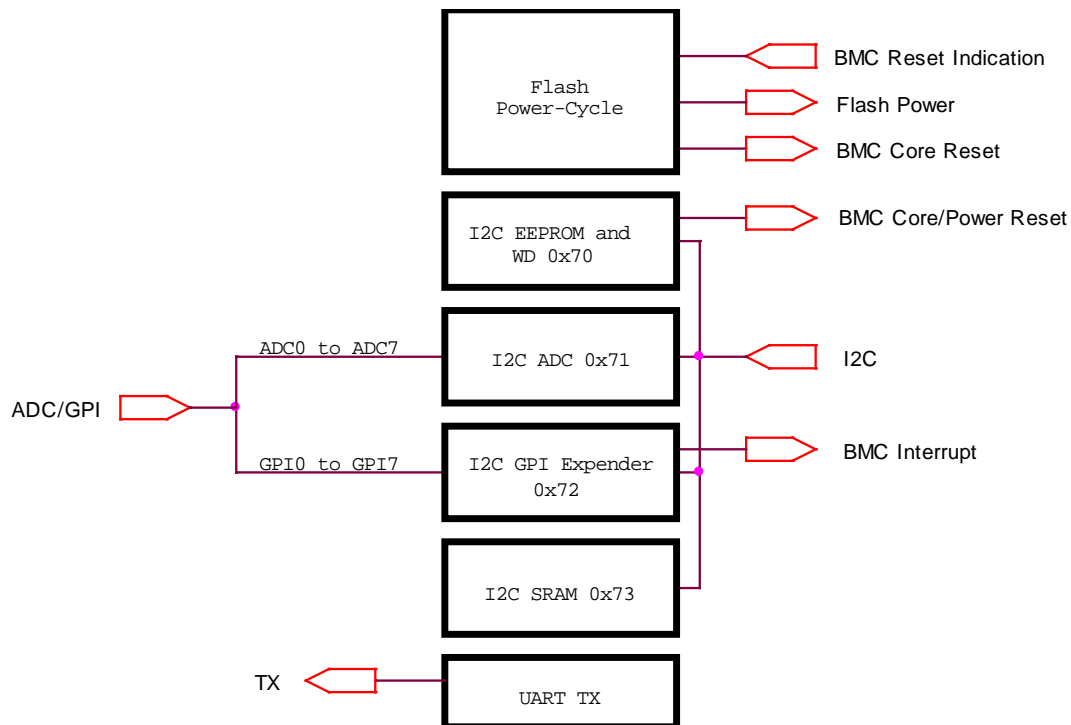 Flash
Power-Cycle
BMC Reset Indication
Flash Power
BMC Core Reset
I2C EEPROM and
WD 0x70
BMC Core/Power Reset
ADC0 to ADC7
I2C ADC 0x71
I2C
ADC/GPI
GPI0 to GPI7
I2C GPI Expender
0x72
BMC Interrupt
I2C SRAM 0x73
TX
UART TX